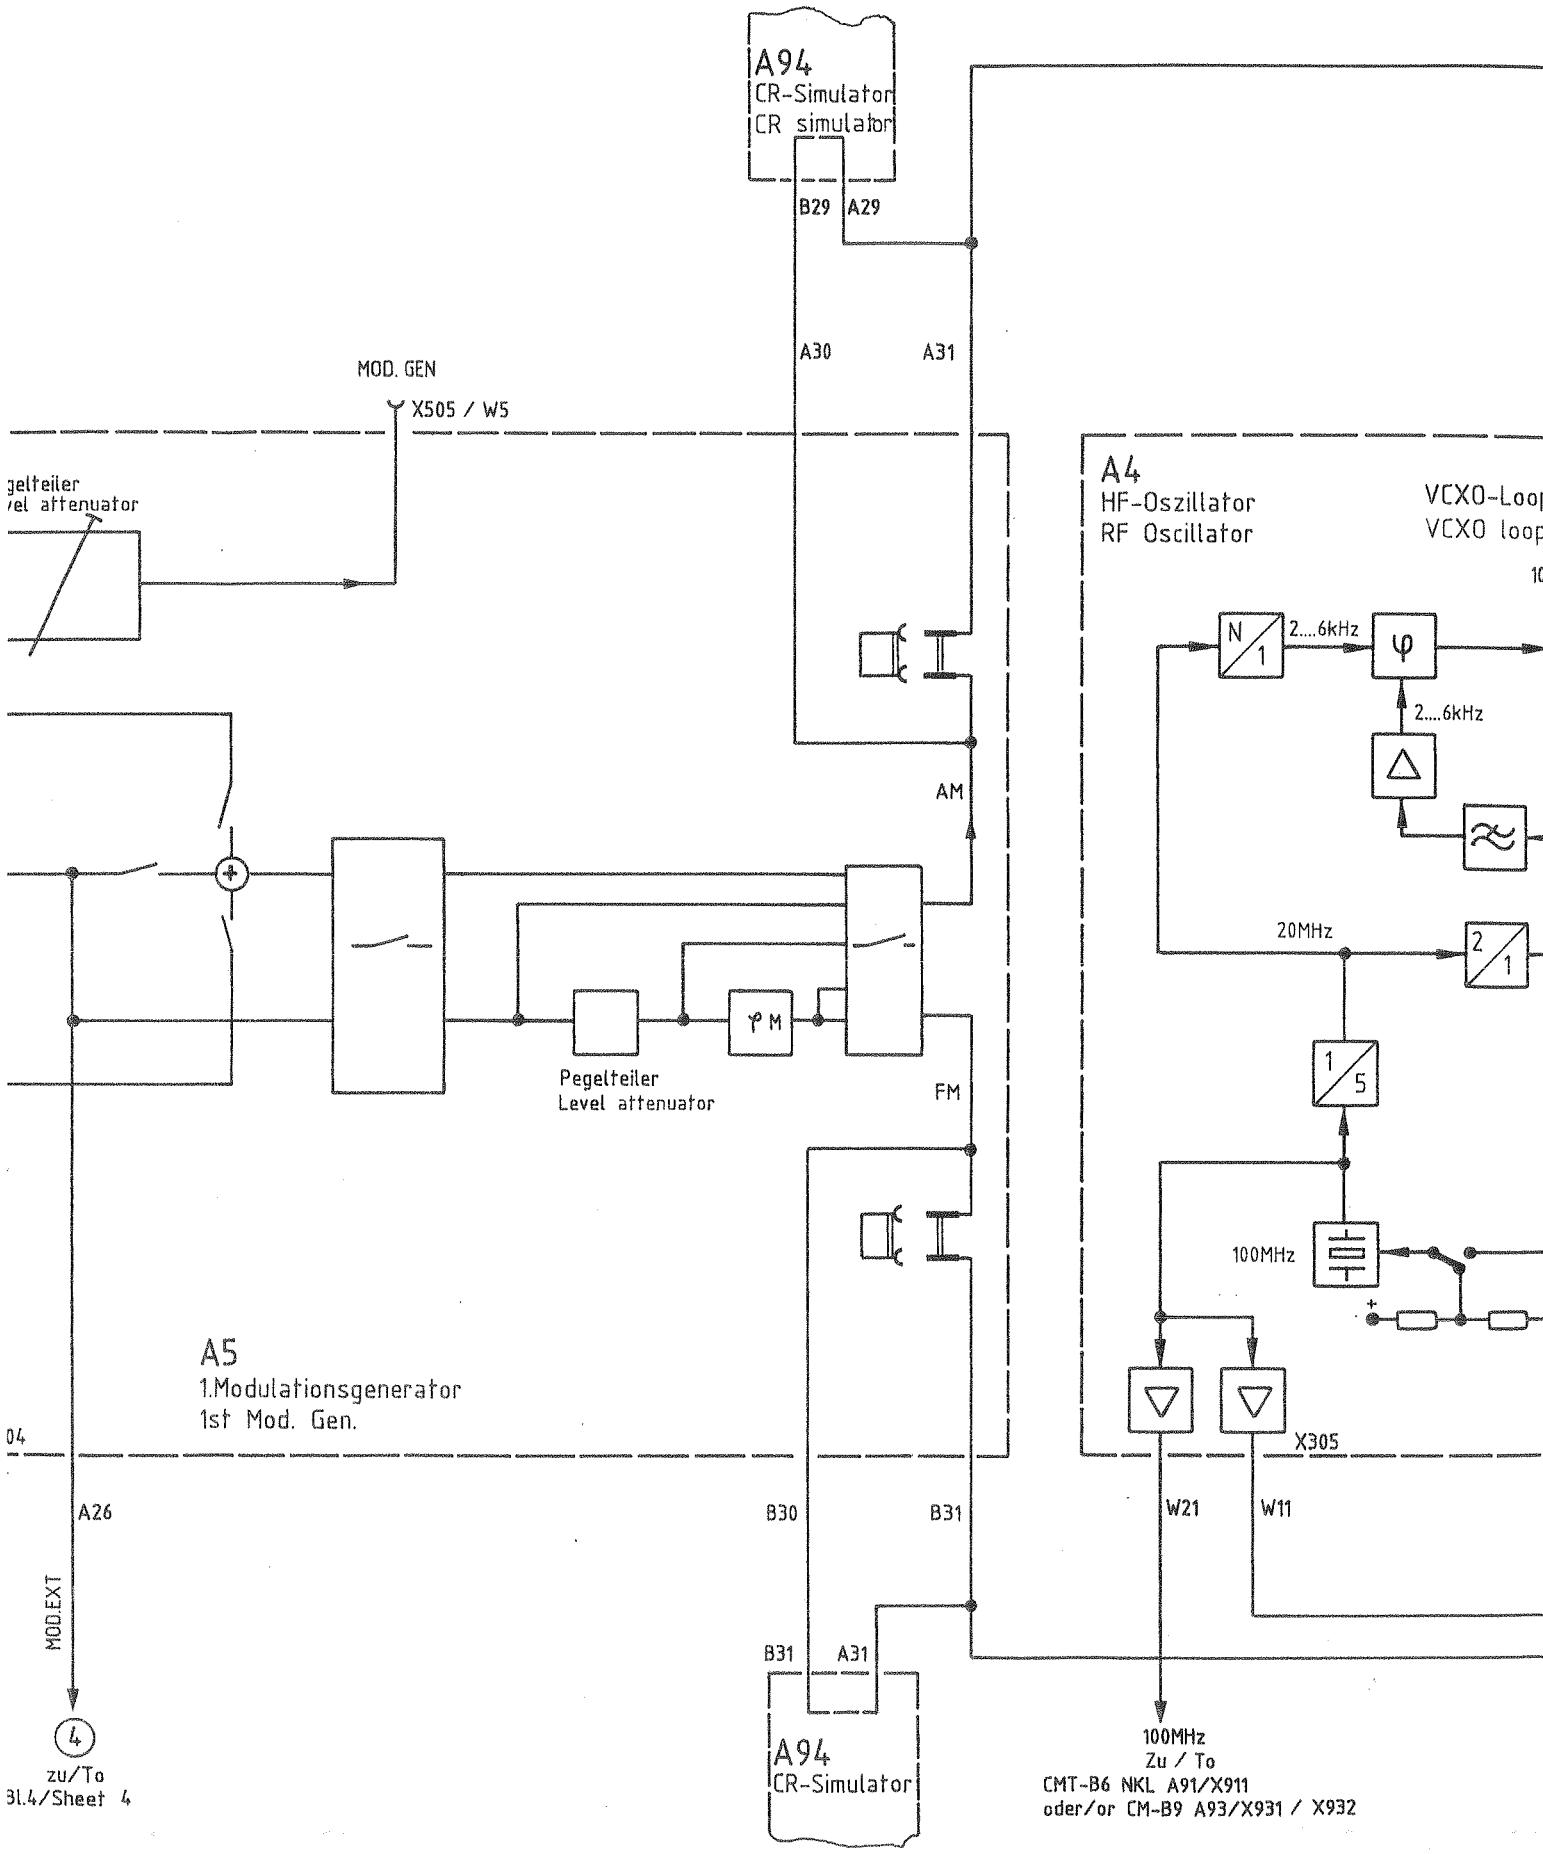 A94
CR-Simulator
CR simulator
B29 A29
A30
A31
MOD. GEN
X505 / W5
gelteiler
vel attenuator
A4
HF-Oszillator
RF Oscillator
VCXO-Loop
VCXO loop
10
N/1
2....6kHz
φ
2....6kHz
AM
20MHz
2/1
+
φM
Pegelteiler
Level attenuator
FM
1/5
100MHz
+
A5
1.Modulationsgenerator
1st Mod. Gen.
04
X305
A26
B30
B31
W21
W11
MOD.EXT
B31 A31
4
zu/To
Bl.4/Sheet 4
A94
CR-Simulator
100MHz
Zu / To
CMT-B6 NKL A91/X911
oder/or CM-B9 A93/X931 / X932